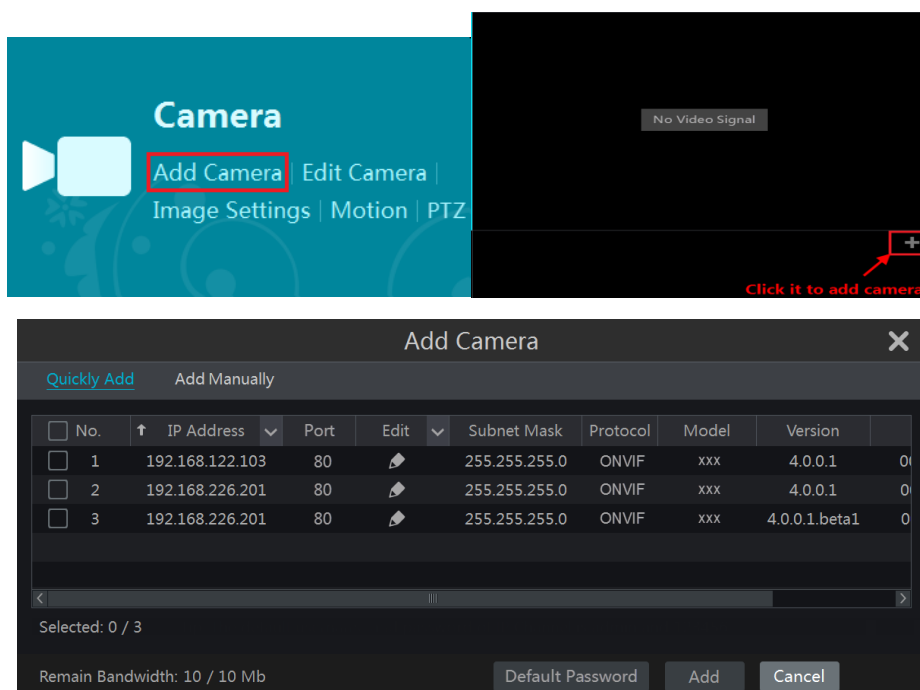 Camera
Add Camera | Edit Camera |
Image Settings | Motion | PTZ
No Video Signal
+
Click it to add camera
Add Camera
Quickly Add Add Manually
No. ↑ IP Address Port Edit Subnet Mask Protocol Model Version
1 192.168.122.103 80 255.255.255.0 ONVIF xxx 4.0.0.1
2 192.168.226.201 80 255.255.255.0 ONVIF xxx 4.0.0.1
3 192.168.226.201 80 255.255.255.0 ONVIF xxx 4.0.0.1.beta1 0
Selected: 0 / 3
Remain Bandwidth: 10 / 10 Mb Default Password Add Cancel